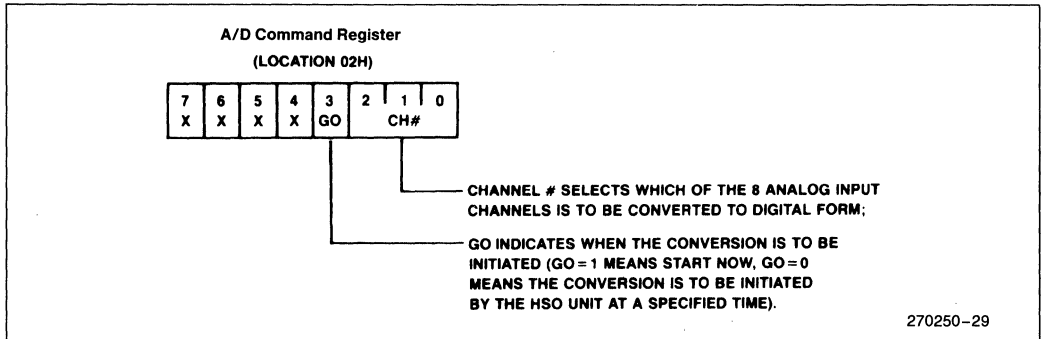 A/D Command Register
(LOCATION 02H)
7 6 5 4 3 2 1 0
X X X X GO CH#
CHANNEL # SELECTS WHICH OF THE 8 ANALOG INPUT
CHANNELS IS TO BE CONVERTED TO DIGITAL FORM;
GO INDICATES WHEN THE CONVERSION IS TO BE
INITIATED (GO=1 MEANS START NOW, GO=0
MEANS THE CONVERSION IS TO BE INITIATED
BY THE HSO UNIT AT A SPECIFIED TIME).
270250-29